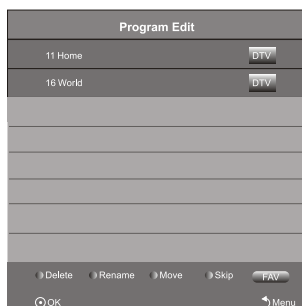 Program Edit
11 Home DTV
16 World DTV
Delete Rename Move Skip FAV
OK Menu